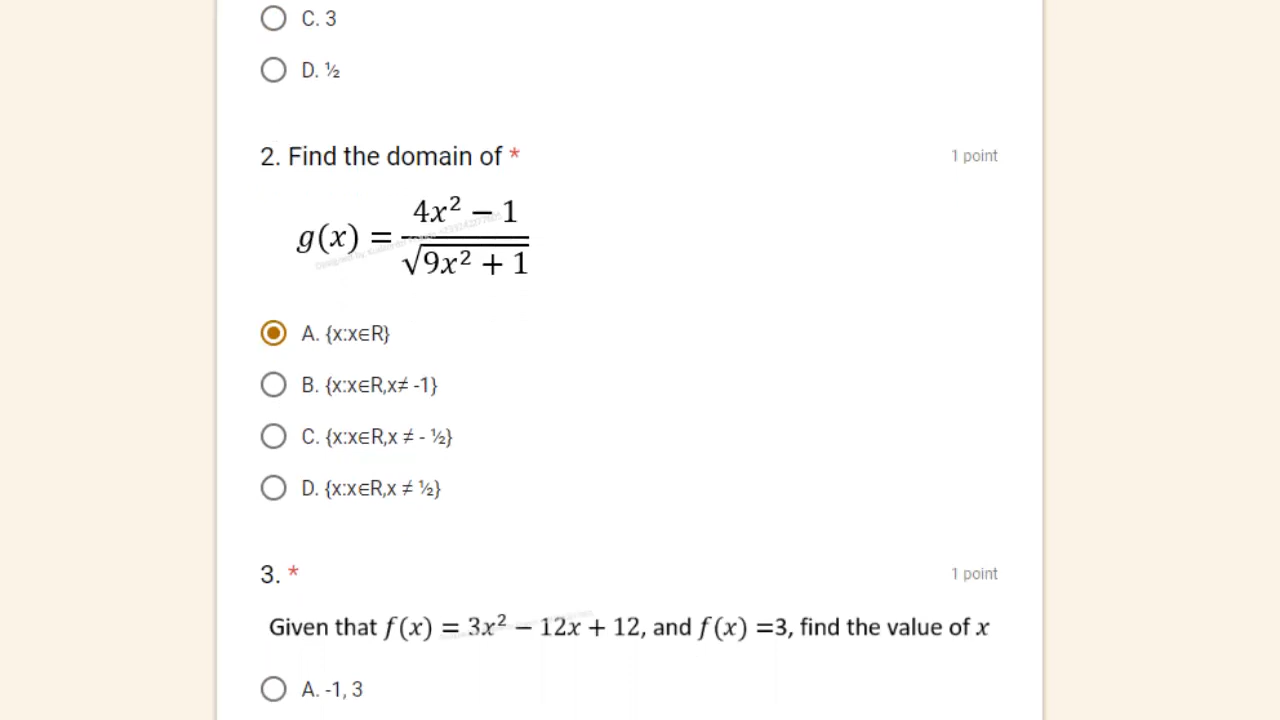 C. 3
D. ½
2. Find the domain of *
1 point
g(x) = \frac{4x² − 1}{√9x² + 1}
A. {x:x∈R}
B. {x:x∈R,x≠ -1}
C. {x:x∈R,x ≠ - ½}
D. {x:x∈R,x ≠ ½}
3. *
1 point
Given that f(x) = 3x² − 12x + 12, and f(x) =3, find the value of x
A. -1, 3